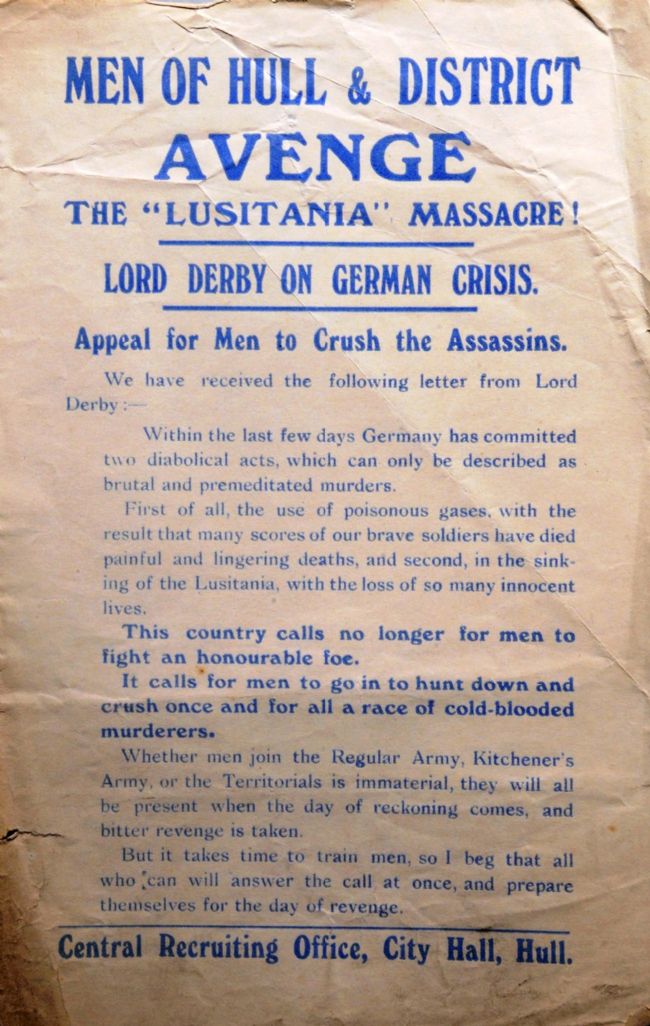 MEN OF HULL & DISTRICT
AVENGE
THE "LUSITANIA" MASSACRE!
LORD DERBY ON GERMAN CRISIS.
Appeal for Men to Crush the Assassins.
We have received the following letter from Lord
Derby:—
Within the last few days Germany has committed
two diabolical acts, which can only be described as
brutal and premeditated murders.
First of all, the use of poisonous gases, with the
result that many scores of our brave soldiers have died
painful and lingering deaths, and second, in the sink-
ing of the Lusitania, with the loss of so many innocent
lives.
This country calls no longer for men to
fight an honourable foe.
It calls for men to go in to hunt down and
crush once and for all a race of cold-blooded
murderers.
Whether men join the Regular Army, Kitchener's
Army, or the Territorials is immaterial, they will all
be present when the day of reckoning comes, and
bitter revenge is taken.
But it takes time to train men, so I beg that all
who can will answer the call at once, and prepare
themselves for the day of revenge.
Central Recruiting Office, City Hall, Hull.